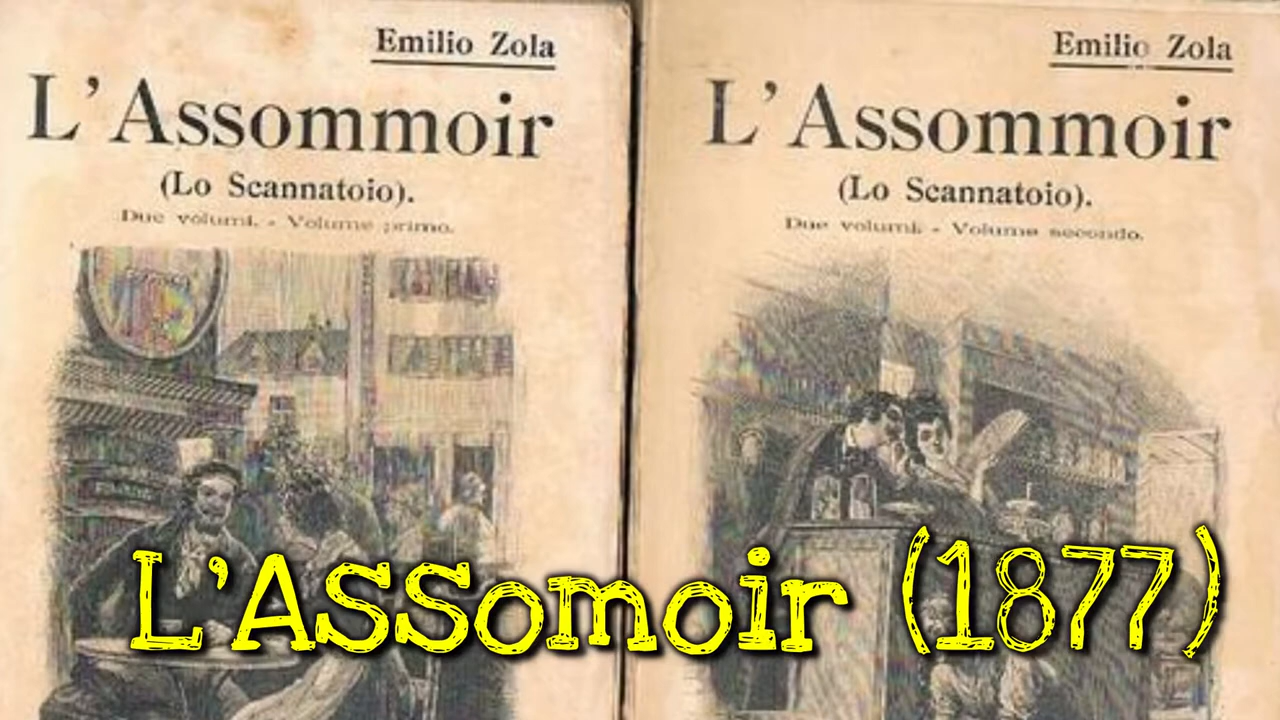 Emilio Zola
L'Assommoir
(Lo Scannatoio).
Due volumi. - Volume primo.
Emilio Zola
L'Assommoir
(Lo Scannatoio).
Due volumi. - Volume secondo.
L'ASSomoir (1877)